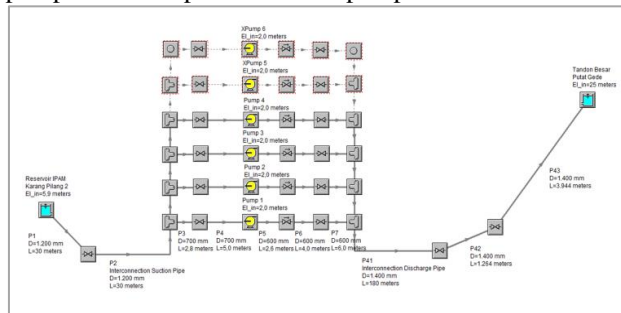 XPump 6
El_in=2,0 meters
XPump 5
El_in=2,0 meters
Pump 4
El_in=2,0 meters
Pump 3
El_in=2,0 meters
Pump 2
El_in=2,0 meters
Pump 1
El_in=2,0 meters
Tandon Besar
Putat Gede
El_in=25 meters
Reservoir IPAM
Karang Pilang 2
El_in=5,9 meters
P1
D=1.200 mm
L=30 meters
P2
Interconnection Suction Pipe
D=1.200 mm
L=30 meters
P3
D=700 mm
L=2,8 meters
P4
D=700 mm
L=5,0 meters
P5
D=600 mm
L=2,6 meters
P6
D=600 mm
L=4,0 meters
P7
D=600 mm
L=6,0 meters
P41
Interconnection Discharge Pipe
D=1.400 mm
L=180 meters
P42
D=1.400 mm
L=1.264 meters
P43
D=1.400 mm
L=3.944 meters